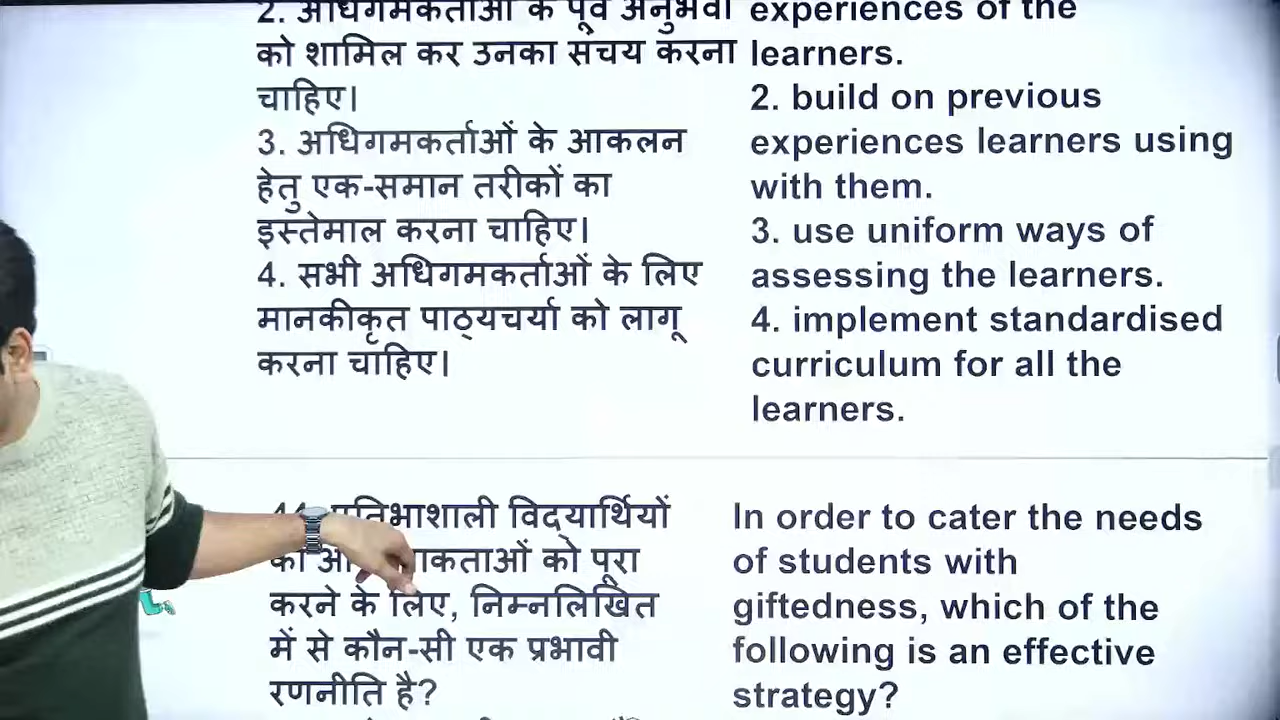 2. अधिगमकर्ताओं के पूर्व अनुभवों
को शामिल कर उनका संचय करना
चाहिए।
3. अधिगमकर्ताओं के आकलन
हेतु एक-समान तरीकों का
इस्तेमाल करना चाहिए।
4. सभी अधिगमकर्ताओं के लिए
मानकीकृत पाठ्यचर्या को लागू
करना चाहिए।
experiences of the
learners.
2. build on previous
experiences learners using
with them.
3. use uniform ways of
assessing the learners.
4. implement standardised
curriculum for all the
learners.
विद्यार्थियों
को पूरा
करने के लिए, निम्नलिखित
में से कौन-सी एक प्रभावी
रणनीति है?
In order to cater the needs
of students with
giftedness, which of the
following is an effective
strategy?